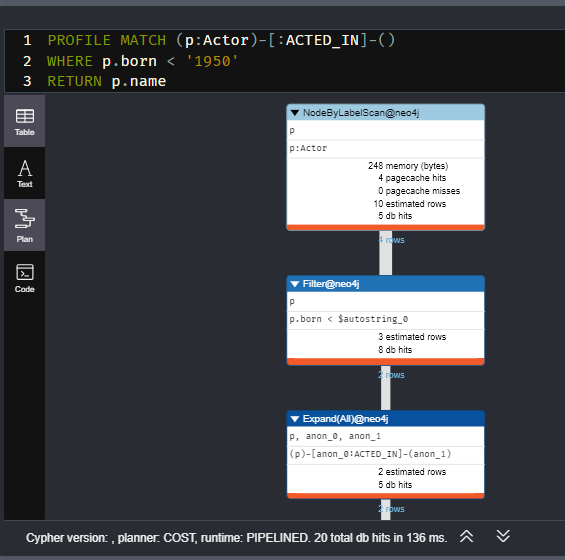 1 PROFILE MATCH (p:Actor)-[:ACTED_IN]-()
2 WHERE p.born < '1950'
3 RETURN p.name
Table
Text
Plan
Code
NodeByLabelScan@neo4j
p
p:Actor
248 memory (bytes)
4 pagecache hits
0 pagecache misses
10 estimated rows
5 db hits
4 rows
Filter@neo4j
p
p.born < $autostring_0
3 estimated rows
8 db hits
2 rows
Expand(All)@neo4j
p, anon_0, anon_1
(p)-[anon_0:ACTED_IN]-(anon_1)
2 estimated rows
5 db hits
2 rows
Cypher version: , planner: COST, runtime: PIPELINED. 20 total db hits in 136 ms.